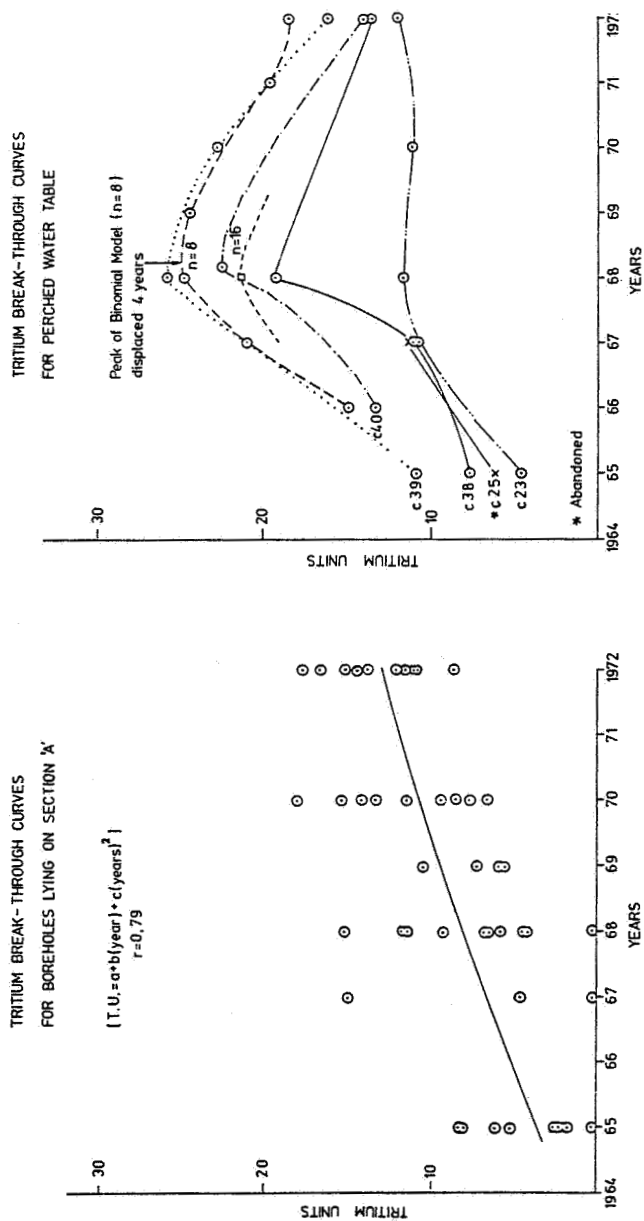 TRITIUM BREAK-THROUGH CURVES
FOR BOREHOLES LYING ON SECTION 'A'
[T.U.=a+b(year)+c(years)²]
r=0,79
30
20
10
TRITIUM UNITS
1964
65
66
67
68
69
70
71
1972
YEARS
TRITIUM BREAK-THROUGH CURVES
FOR PERCHED WATER TABLE
Peak of Binomial Model (n=8)
displaced 4 years
n=8
n=16
c40
c39
c38
*c25x
c23
* Abandoned
30
20
10
TRITIUM UNITS
1964
65
66
67
68
69
70
71
197
YEARS